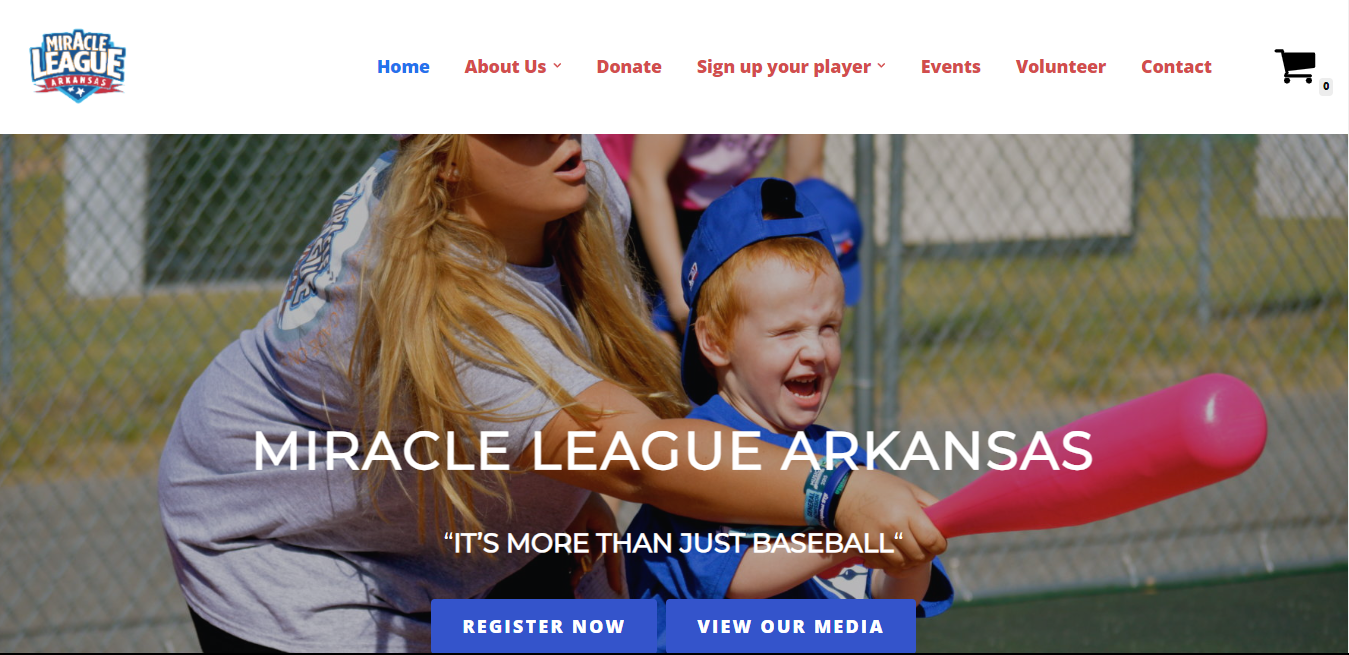 MIRACLE
LEAGUE
ARKANSAS
Home About Us Donate Sign up your player Events Volunteer Contact
0
MIRACLE LEAGUE ARKANSAS
“IT’S MORE THAN JUST BASEBALL“
REGISTER NOW VIEW OUR MEDIA